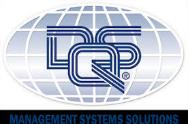 DQS®
MANAGEMENT SYSTEMS SOLUTIONS